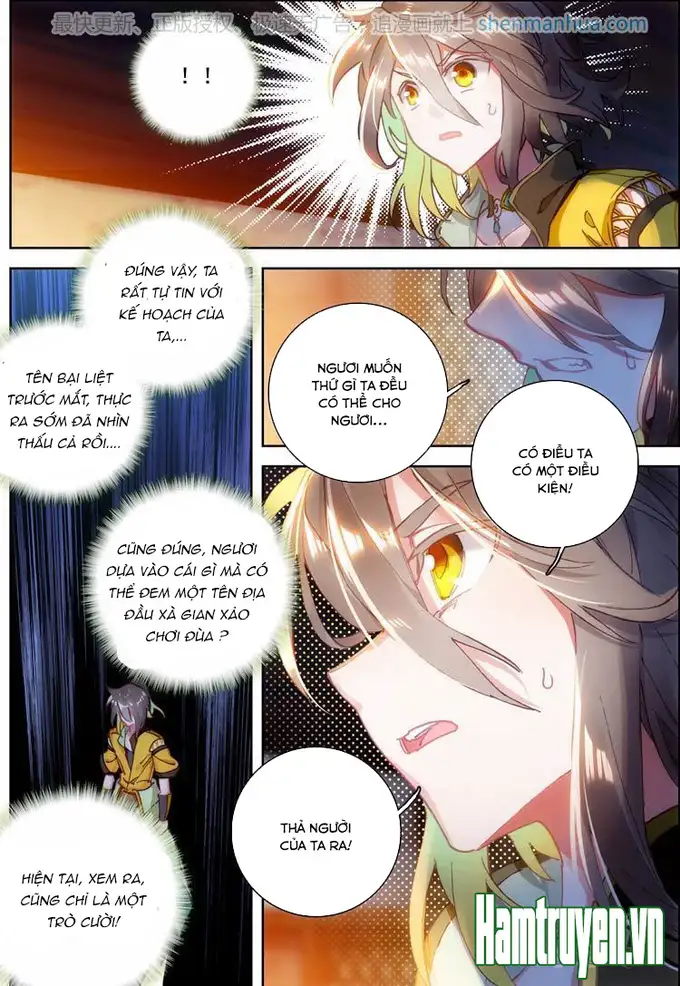 最快更新、正版授权、极速无广告，追漫画就上 shenmanhua.com
！！
ĐÚNG VẬY, TA
RẤT TỰ TIN VỚI
KẾ HOẠCH CỦA
TA,...
TÊN BẠI LIỆT
TRƯỚC MẮT, THỰC
RA SỚM ĐÃ NHÌN
THẤU CẢ RỒI....
NGƯƠI MUỐN
THỨ GÌ TA ĐỀU
CÓ THỂ CHO
NGƯƠI...
CÓ ĐIỀU TA
CÓ MỘT ĐIỀU
KIỆN!
CŨNG ĐÚNG, NGƯƠI
DỰA VÀO CÁI GÌ MÀ CÓ
THỂ ĐEM MỘT TÊN ĐỊA
ĐẦU XÀ GIAN XẢO
CHƠI ĐÙA ?
THẢ NGƯỜI
CỦA TA RA!
HIỆN TẠI, XEM RA,
CŨNG CHỈ LÀ MỘT
TRÒ CƯỜI!
Hamtruyen.vn